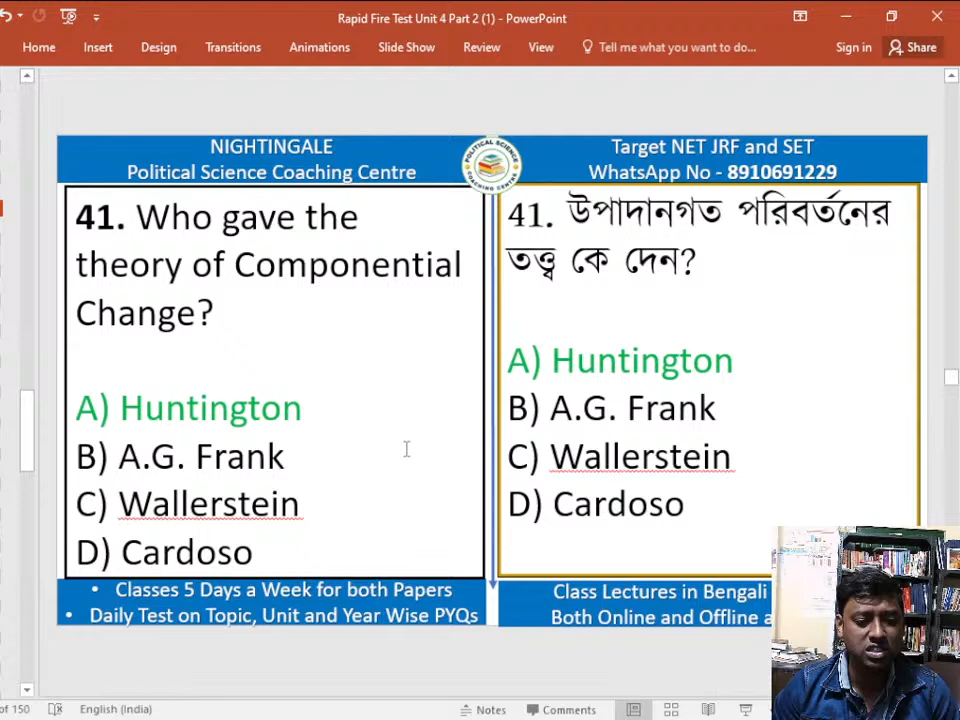 Rapid Fire Test Unit 4 Part 2 (1) - PowerPoint
Home Insert Design Transitions Animations Slide Show Review View Tell me what you want to do... Sign in Share
NIGHTINGALE
Political Science Coaching Centre
POLITICAL SCIENCE
COACHING CENTRE
Target NET JRF and SET
WhatsApp No - 8910691229
41. Who gave the
theory of Componential
Change?
A) Huntington
B) A.G. Frank
C) Wallerstein
D) Cardoso
41. উপাদানগত পরিবর্তনের
তত্ত্ব কে দেন?
A) Huntington
B) A.G. Frank
C) Wallerstein
D) Cardoso
• Classes 5 Days a Week for both Papers
• Daily Test on Topic, Unit and Year Wise PYQs
Class Lectures in Bengali
Both Online and Offline a
of 150 English (India) Notes Comments